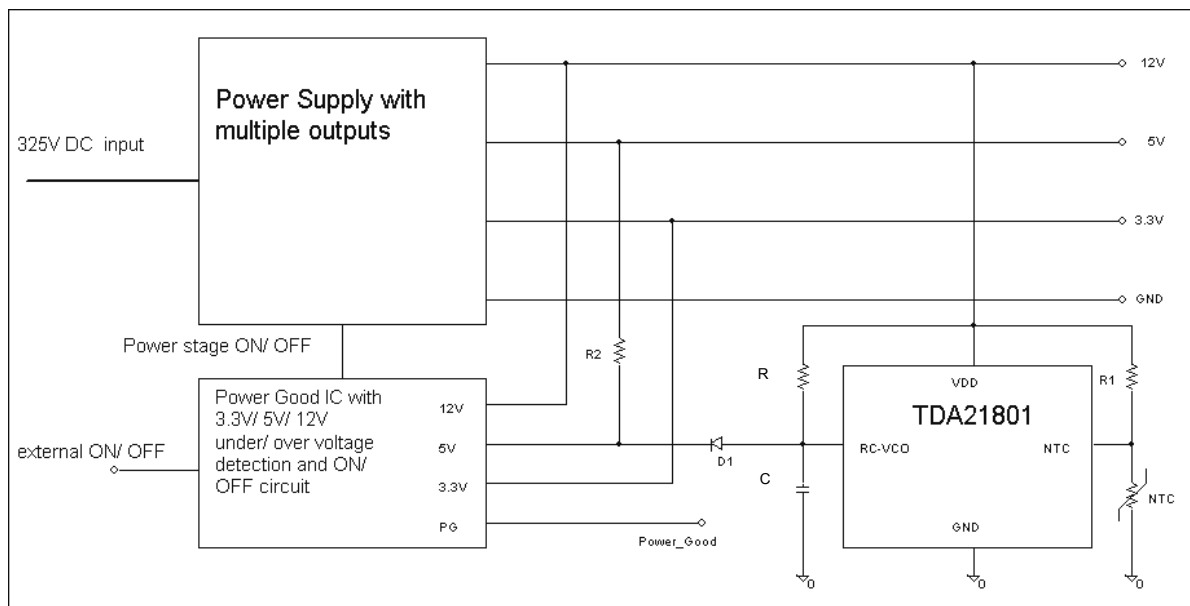 Power Supply with
multiple outputs
325V DC input
12V
5V
3.3V
GND
Power stage ON/ OFF
R2
R
VDD
R1
TDA21801
Power Good IC with
3.3V/ 5V/ 12V
under/ over voltage
detection and ON/
OFF circuit
12V
5V
3.3V
PG
external ON/ OFF
D1
RC-VCO
NTC
C
NTC
GND
Power_Good
0
0
0